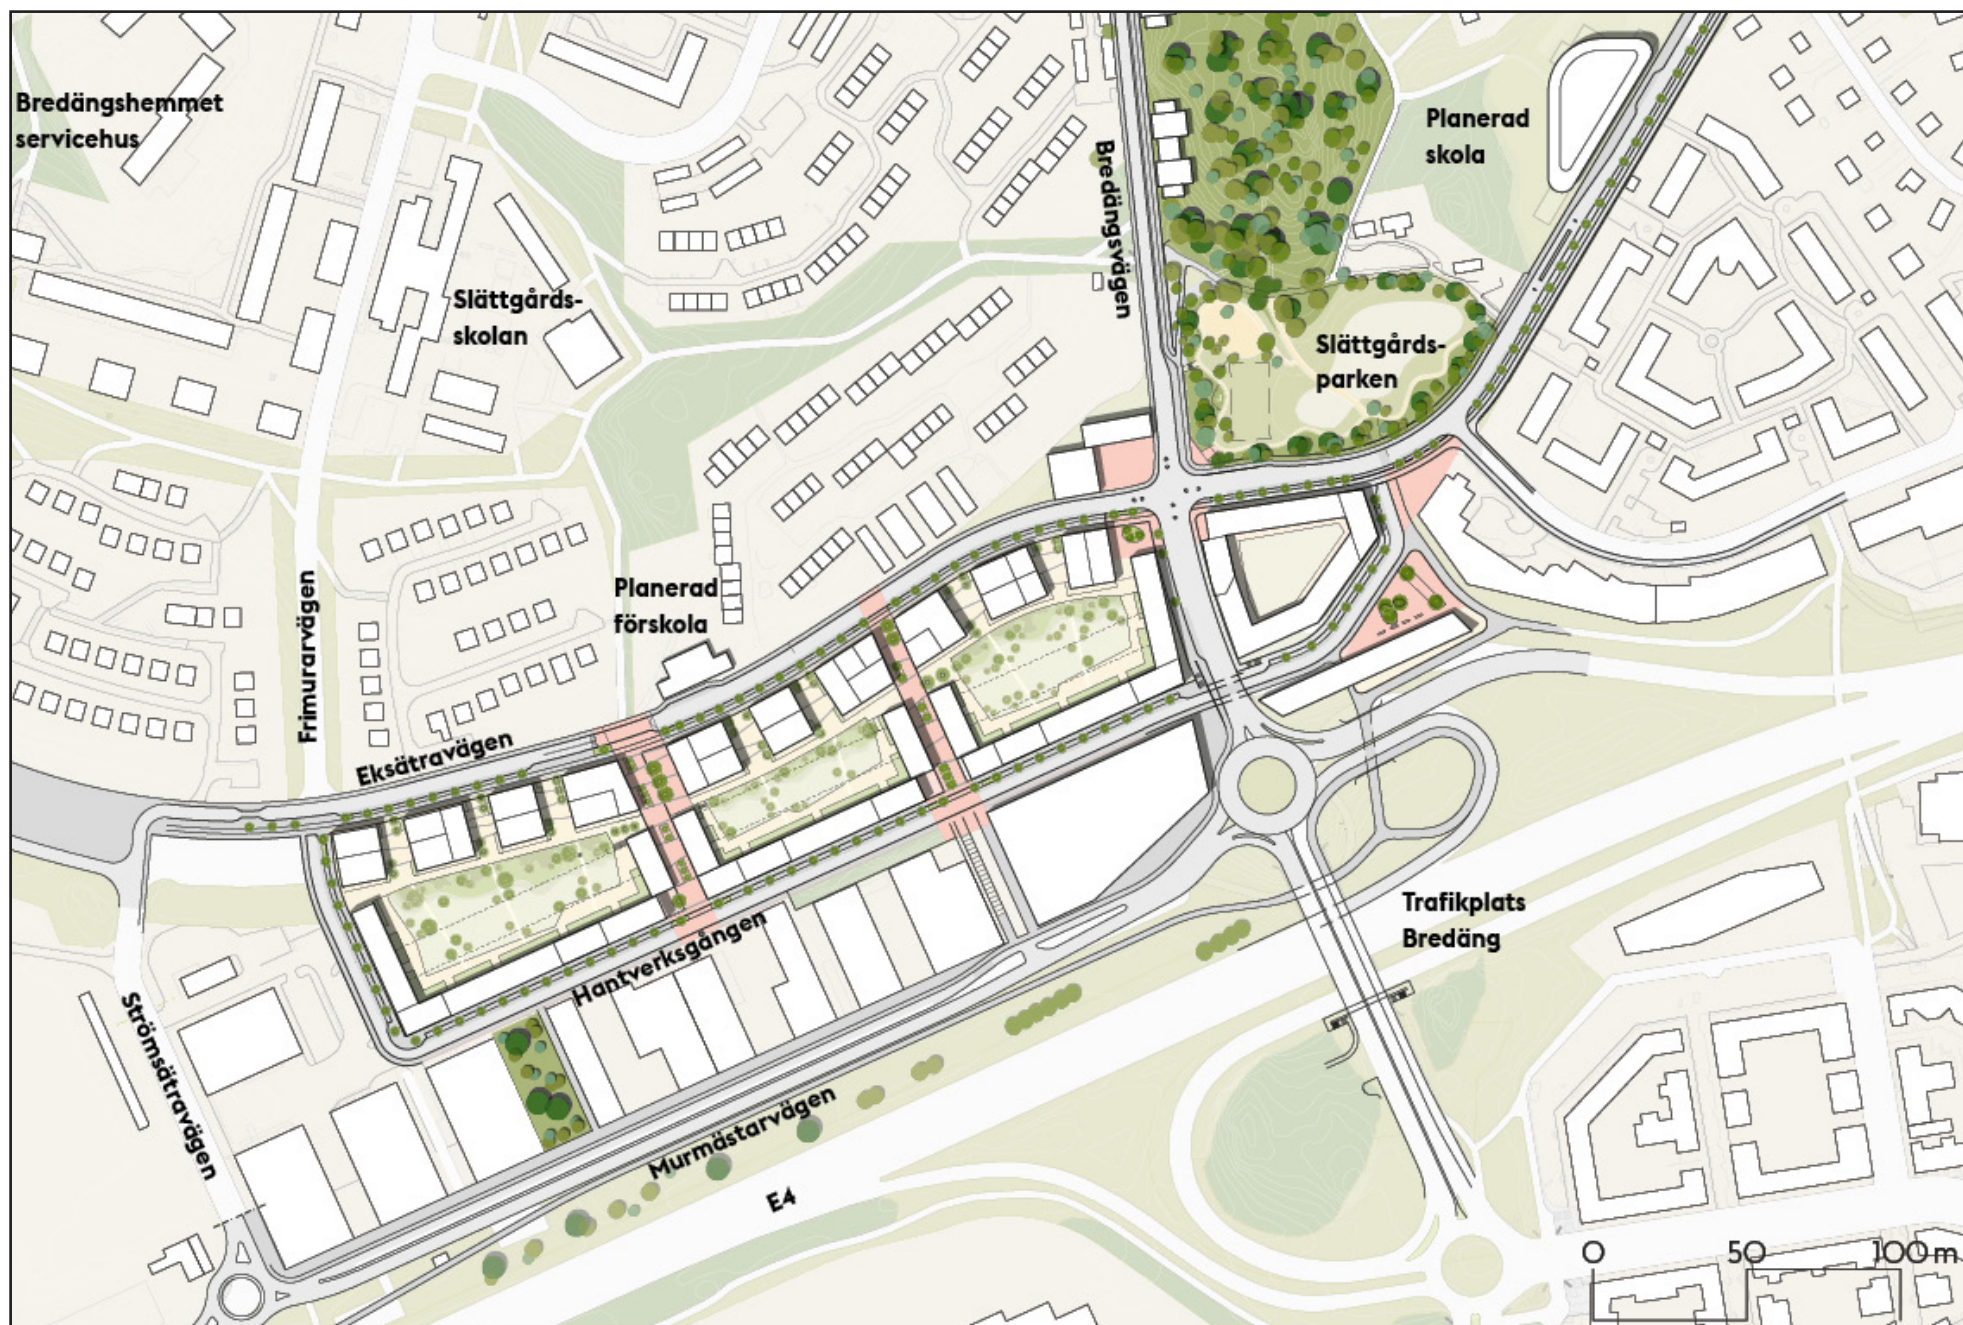 Bredängshemmet
servicehus
Planerad
skola
Bredängsvägen
Slättgårds-
skolan
Slättgårds-
parken
Frimurarvägen
Planerad
förskola
Eksätravägen
Hantverksgången
Trafikplats
Bredäng
Strömsätravägen
Murmästarvägen
E4
0 50 100 m